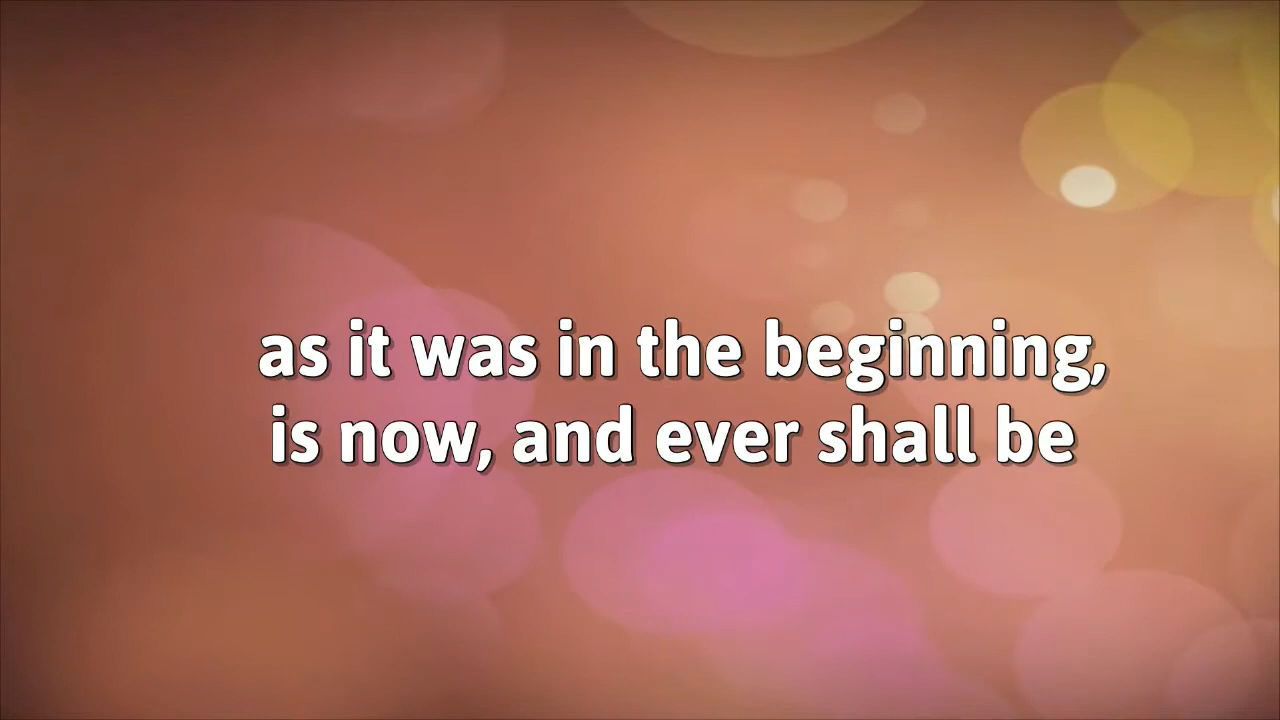 as it was in the beginning,
is now, and ever shall be